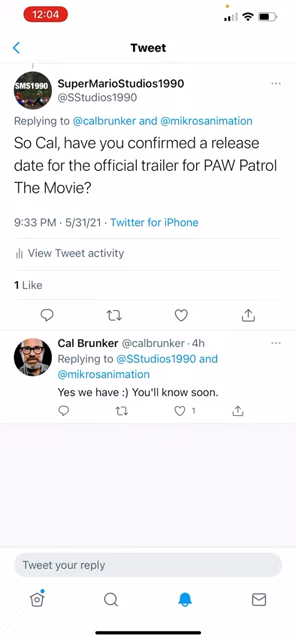 12:04
Tweet
SMS1990
SuperMarioStudios1990
@SStudios1990
Replying to @calbrunker and @mikrosanimation
So Cal, have you confirmed a release
date for the official trailer for PAW Patrol
The Movie?
9:33 PM · 5/31/21 · Twitter for iPhone
View Tweet activity
1 Like
Cal Brunker @calbrunker · 4h
Replying to @SStudios1990 and
@mikrosanimation
Yes we have :) You'll know soon.
1
Tweet your reply